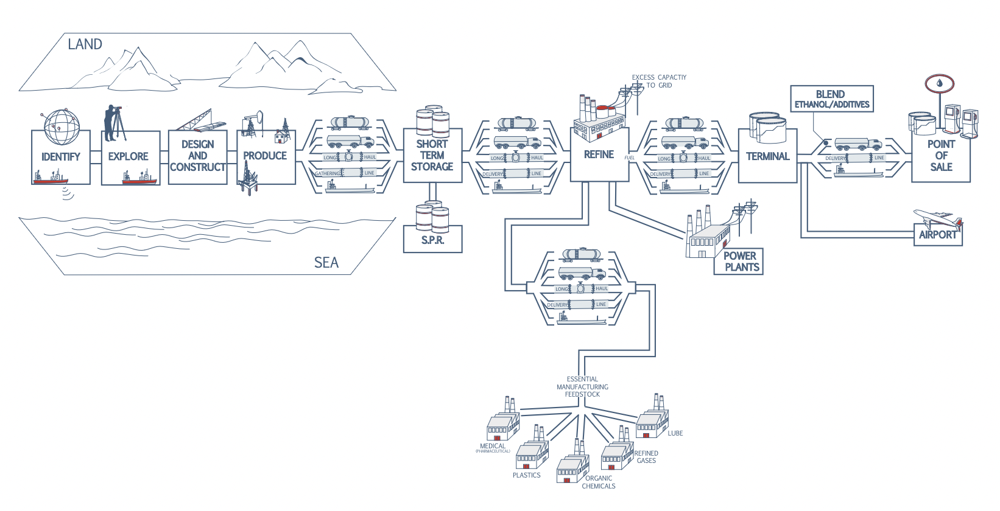 LAND
IDENTIFY
EXPLORE
DESIGN
AND
CONSTRUCT
PRODUCE
LONG HAUL
GATHERING LINE
SEA
SHORT
TERM
STORAGE
S.P.R.
LONG HAUL
DELIVERY LINE
EXCESS CAPACTIY
TO GRID
REFINE
FUEL
LONG HAUL
DELIVERY LINE
TERMINAL
BLEND
ETHANOL/ADDITIVES
DELIVERY LINE
POINT
OF
SALE
AIRPORT
POWER
PLANTS
LONG HAUL
DELIVERY LINE
ESSENTIAL
MANUFACTURING
FEEDSTOCK
MEDICAL
(PHARMACEUTICAL)
PLASTICS
ORGANIC
CHEMICALS
REFINED
GASES
LUBE